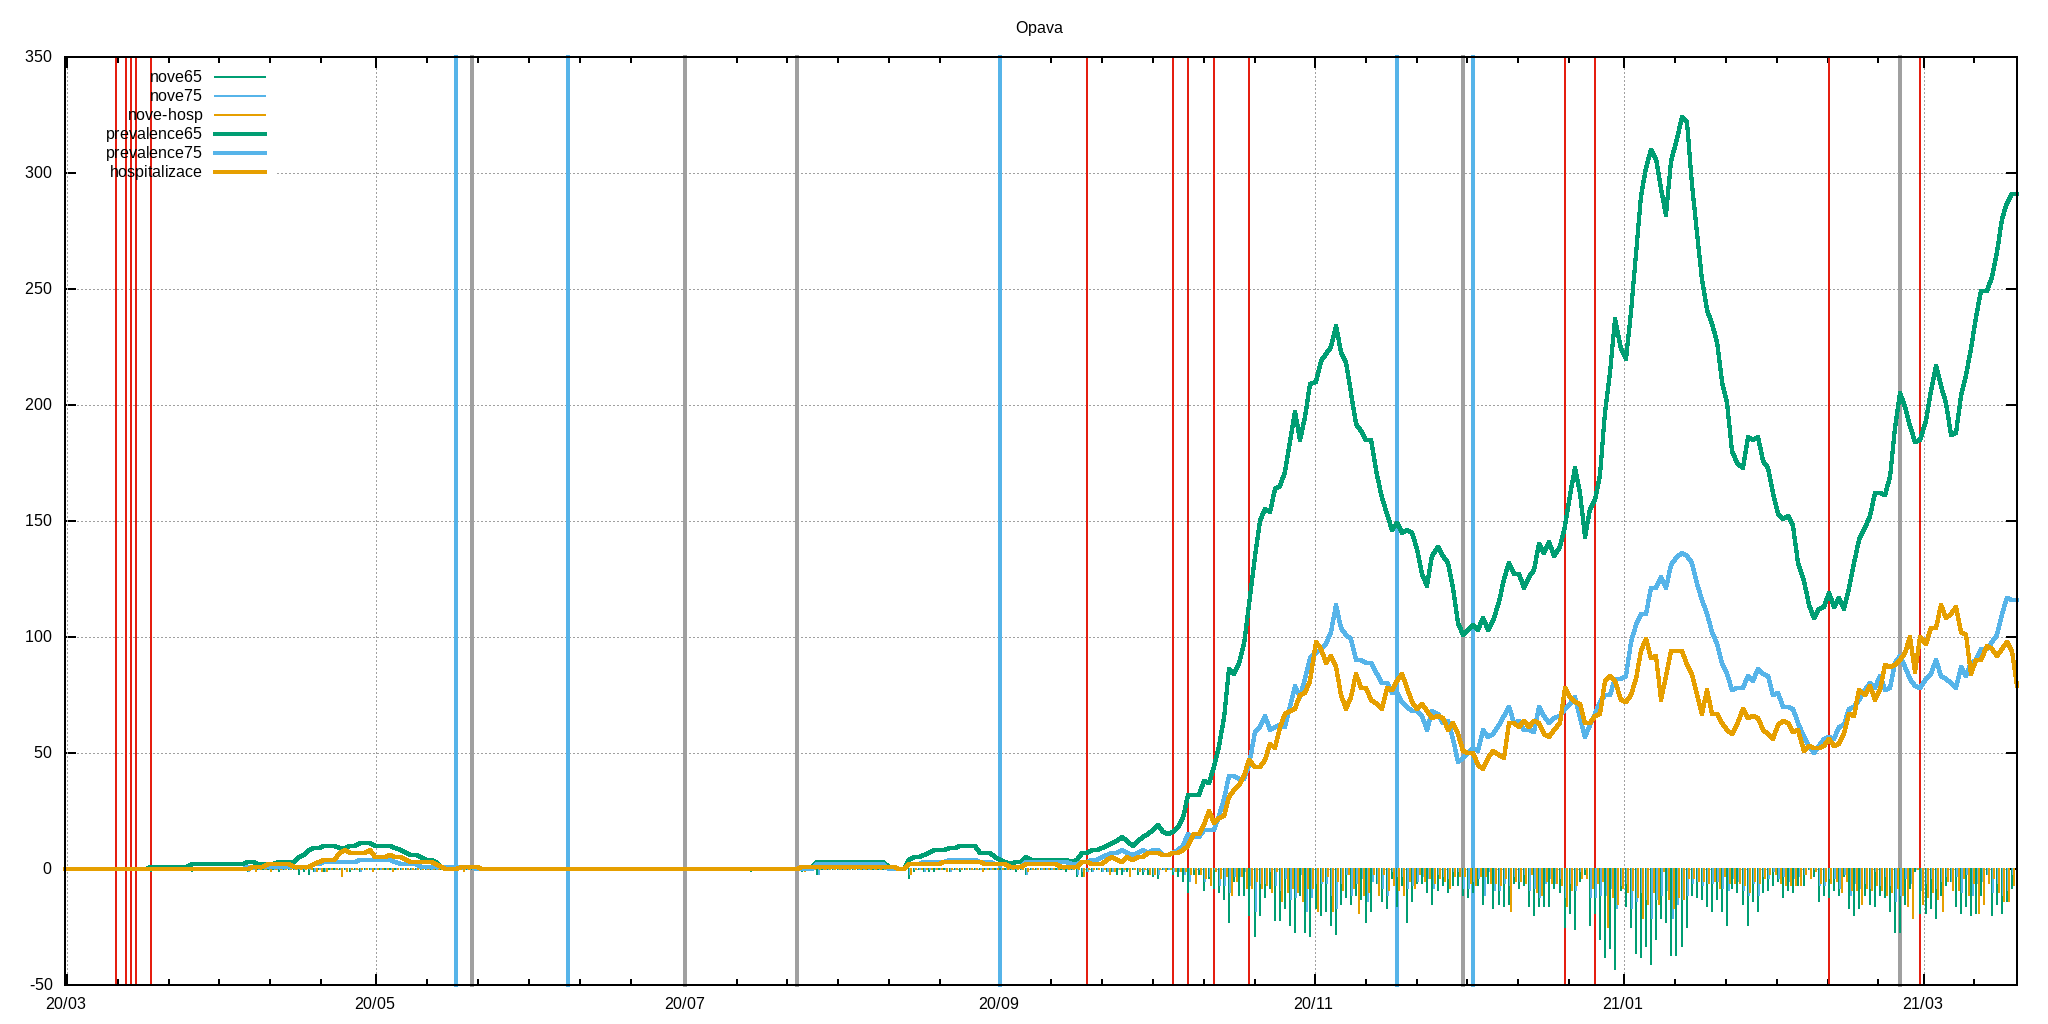 Opava
350
nove65
nove75
nove-hosp
prevalence65
prevalence75
hospitalizace
300
250
200
150
100
50
0
-50
20/03 20/05 20/07 20/09 20/11 21/01 21/03